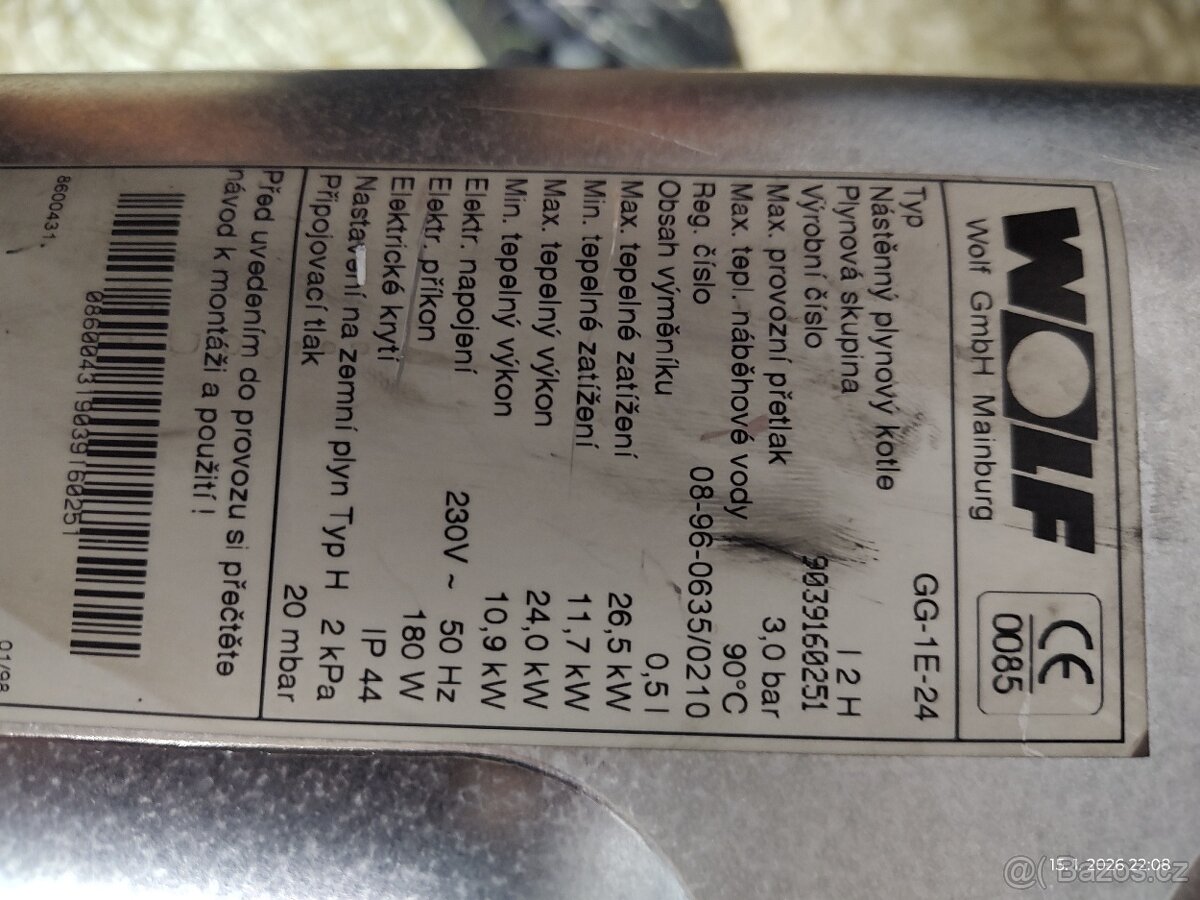 WOLF
Wolf GmbH Mainburg
CE
0085
Typ GG-1E-24
Nástěnný plynový kotle
Plynová skupina I 2 H
Výrobní číslo 9039160251
Max. provozní přetlak 3,0 bar
Max. tepl. náběhové vody 90°C
Reg. číslo 08-96-0635/0210
Obsah výměníku 0,5 l
Max. tepelné zatížení 26,5 kW
Min. tepelné zatížení 11,7 kW
Max. tepelný výkon 24,0 kW
Min. tepelný výkon 10,9 kW
Elektr. napojení 230V ~ 50 Hz
Elektr. příkon 180 W
Elektrické krytí IP 44
Nastavení na zemní plyn Typ H 2 kPa
Připojovací tlak 20 mbar
Před uvedením do provozu si přečtěte
návod k montáži a použití !
086004319039160251
8600431.
01/98
15. 1. 2026 22:08
@( Bazos.cz